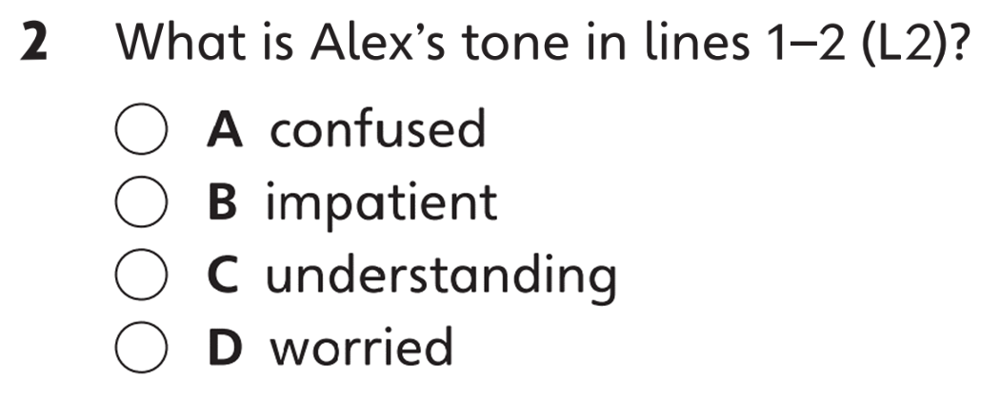 2 What is Alex's tone in lines 1–2 (L2)?
A confused
B impatient
C understanding
D worried